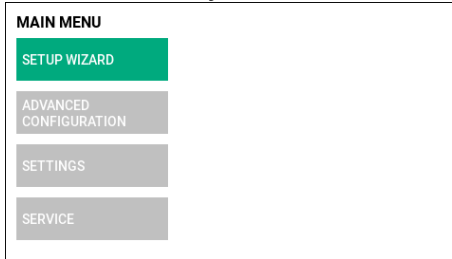 MAIN MENU
SETUP WIZARD
ADVANCED
CONFIGURATION
SETTINGS
SERVICE